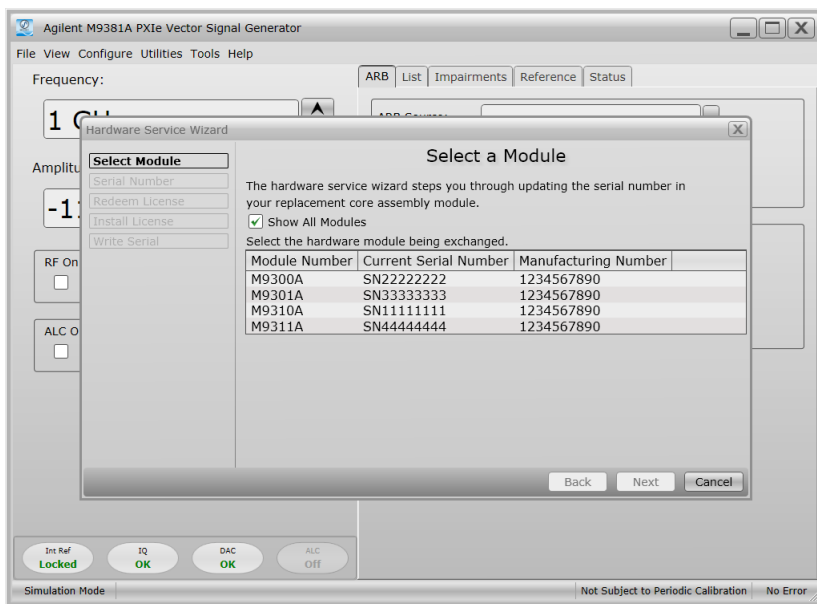 Agilent M9381A PXIe Vector Signal Generator
File View Configure Utilities Tools Help
Frequency:
ARB List Impairments Reference Status
1
Hardware Service Wizard
X
Select Module
Serial Number
Redeem License
Install License
Write Serial
Select a Module
The hardware service wizard steps you through updating the serial number in
your replacement core assembly module.
Show All Modules
Select the hardware module being exchanged.
Module Number Current Serial Number Manufacturing Number
M9300A SN22222222 1234567890
M9301A SN33333333 1234567890
M9310A SN11111111 1234567890
M9311A SN44444444 1234567890
Back Next Cancel
RF On
ALC
Int Ref
Locked
IQ
OK
DAC
OK
ALC
Off
Simulation Mode
Not Subject to Periodic Calibration
No Error